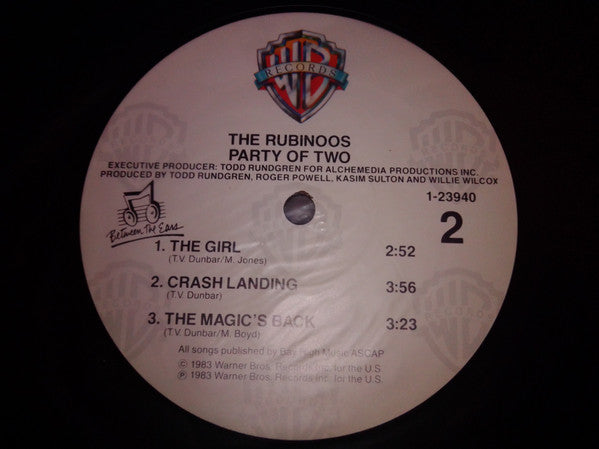 WB
RECORDS
THE RUBINOOS
PARTY OF TWO
EXECUTIVE PRODUCER: TODD RUNDGREN FOR ALCHEMEDIA PRODUCTIONS INC.
PRODUCED BY TODD RUNDGREN, ROGER POWELL, KASIM SULTON AND WILLIE WILCOX
1-23940
2
Between The Ears
1. THE GIRL 2:52
(T.V. Dunbar/M. Jones)
2. CRASH LANDING 3:56
(T.V. Dunbar)
3. THE MAGIC'S BACK 3:23
(T.V. Dunbar/M. Boyd)
All songs published by Bay High Music ASCAP
© 1983 Warner Bros. Records Inc. for the U.S.
℗ 1983 Warner Bros. Records Inc. for the U.S.